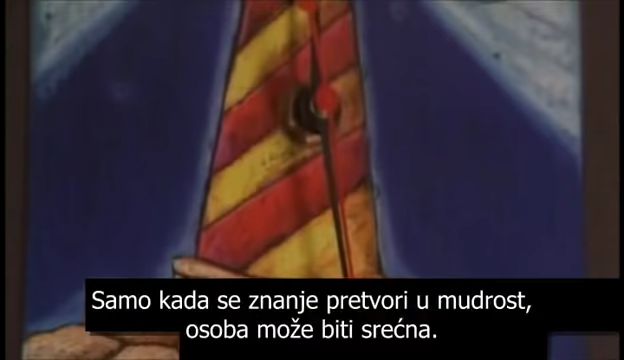 Samo kada se znanje pretvori u mudrost,
osoba može biti srećna.